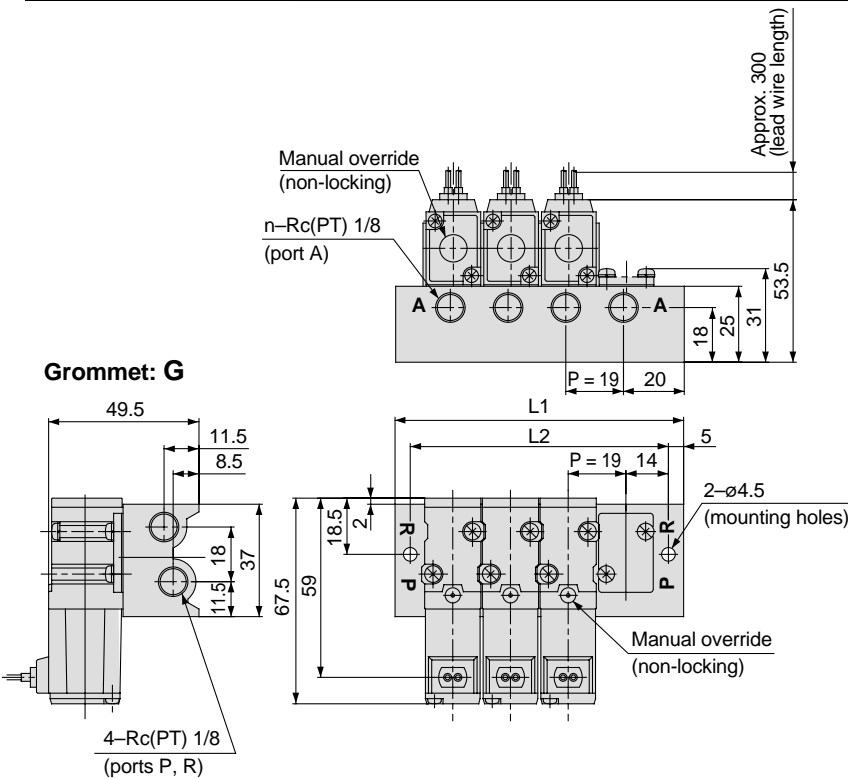 Approx. 300
(lead wire length)
Manual override
(non-locking)
n–Rc(PT) 1/8
(port A)
A
A
18
25
31
53.5
P = 19
20
Grommet: G
49.5
11.5
8.5
18
37
11.5
4–Rc(PT) 1/8
(ports P, R)
L1
L2
5
P = 19
14
2–ø4.5
(mounting holes)
67.5
59
18.5
2
R
P
R
P
Manual override
(non-locking)